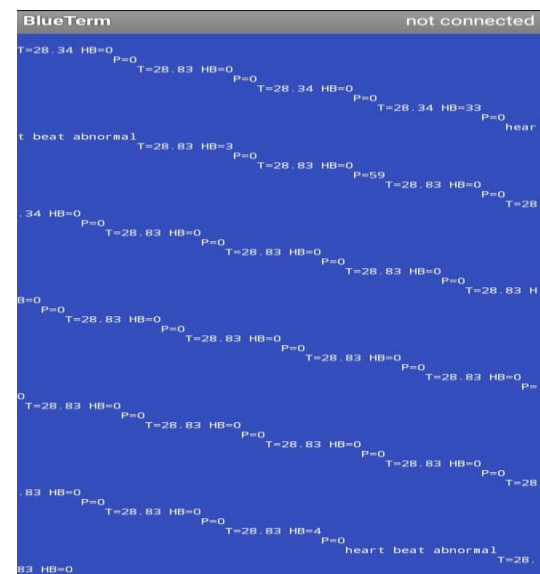 BlueTerm not connected
T=28.34 HB=0
P=0
T=28.83 HB=0
P=0
T=28.34 HB=0
P=0
T=28.34 HB=33
P=0
hear
t beat abnormal
T=28.83 HB=3
P=0
T=28.83 HB=0
P=59
T=28.83 HB=0
P=0
T=28
.34 HB=0
P=0
T=28.83 HB=0
P=0
T=28.83 HB=0
P=0
T=28.83 HB=0
P=0
T=28.83 H
B=0
P=0
T=28.83 HB=0
P=0
T=28.83 HB=0
P=0
T=28.83 HB=0
P=0
T=28.83 HB=0
P=
0
T=28.83 HB=0
P=0
T=28.83 HB=0
P=0
T=28.83 HB=0
P=0
T=28.83 HB=0
P=0
T=28
.83 HB=0
P=0
T=28.83 HB=0
P=0
T=28.83 HB=4
P=0
heart beat abnormal
T=28.
83 HB=0